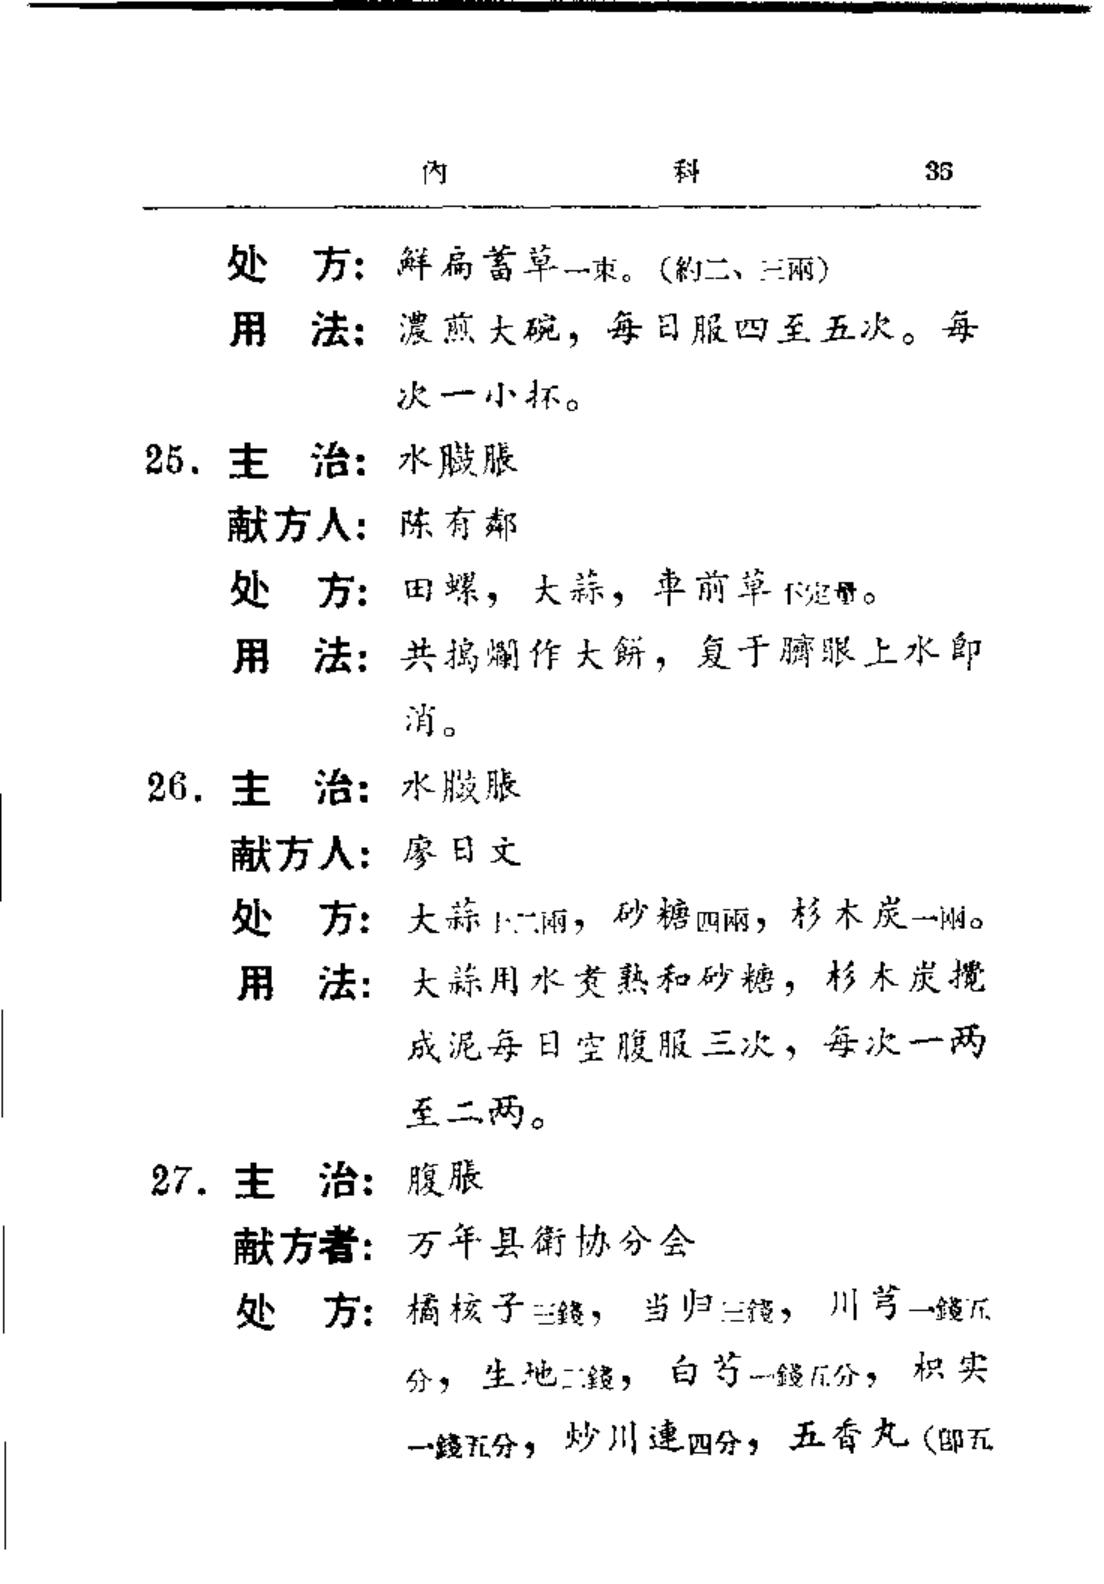 內 科 35
处 方：鮮扁蓄草一束。（約二、三兩）
用 法：濃煎大碗，每日服四至五次。每
次一小杯。
25．主 治：水臌脹
献方人：陈有鄰
处 方：田螺，大蒜，車前草不定量。
用 法：共搗爛作大餅，复于臍眼上水卽
消。
26．主 治：水臌脹
献方人：廖日文
处 方：大蒜十二兩，砂糖四兩，杉木炭一兩。
用 法：大蒜用水煑熟和砂糖，杉木炭攪
成泥每日空腹服三次，每次一两
至二两。
27．主 治：腹脹
献方者：万年县衛协分会
处 方：橘核子三錢，当归三錢，川芎一錢五
分，生地二錢，白芍一錢五分，枳实
一錢五分，炒川連四分，五香丸（卽五